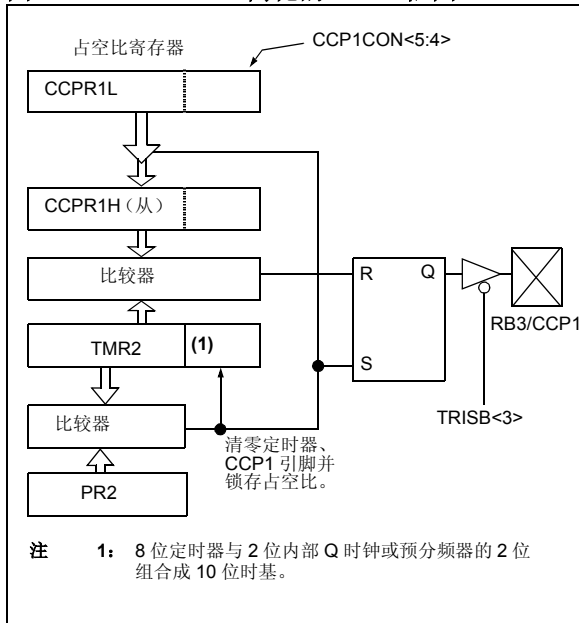 占空比寄存器
CCP1CON<5:4>
CCPR1L
CCPR1H（从）
比较器
R
Q
RB3/CCP1
TMR2
(1)
S
TRISB<3>
比较器
清零定时器、
CCP1 引脚并
锁存占空比。
PR2
注 1: 8 位定时器与 2 位内部 Q 时钟或预分频器的 2 位
组合成 10 位时基。